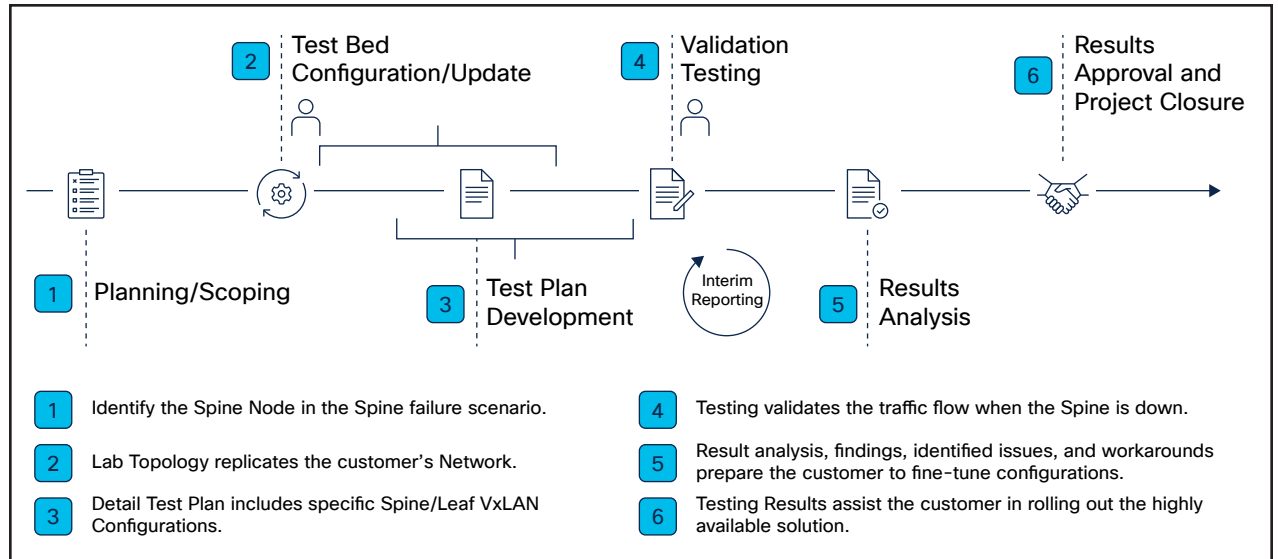 2
Test Bed
Configuration/Update
4
Validation
Testing
6
Results
Approval and
Project Closure
1
Planning/Scoping
3
Test Plan
Development
Interim
Reporting
5
Results
Analysis
1
Identify the Spine Node in the Spine failure scenario.
2
Lab Topology replicates the customer's Network.
3
Detail Test Plan includes specific Spine/Leaf VxLAN
Configurations.
4
Testing validates the traffic flow when the Spine is down.
5
Result analysis, findings, identified issues, and workarounds
prepare the customer to fine-tune configurations.
6
Testing Results assist the customer in rolling out the highly
available solution.